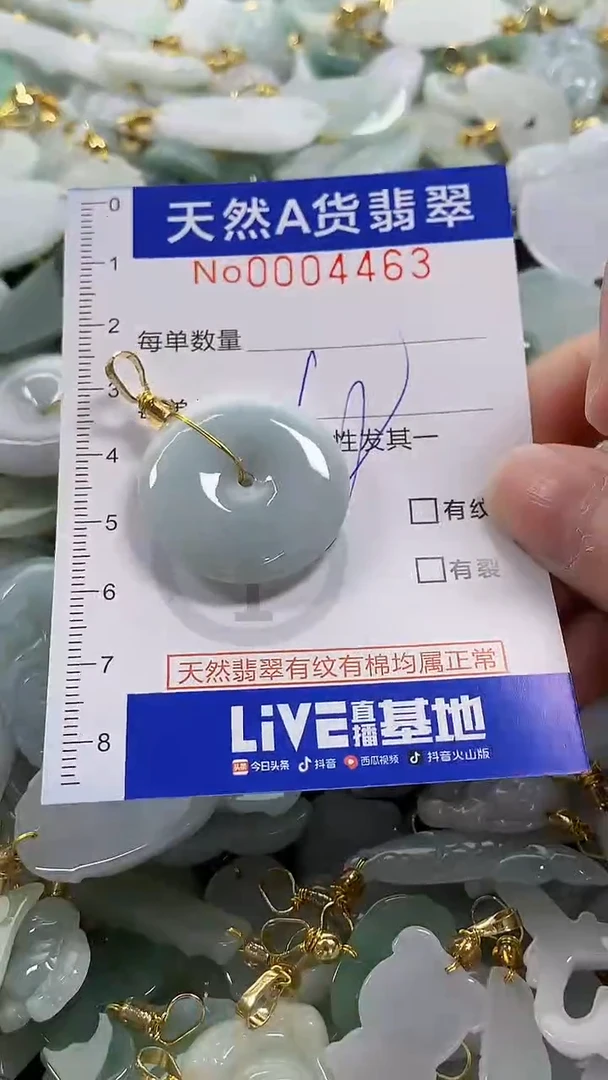 天然A货翡翠
No0004463
每单数量
性发其一
有纹
有裂
天然翡翠有纹有棉均属正常
LiVE直播基地
头条 今日头条 抖音 西瓜视频 抖音火山版
0
1
2
3
4
5
6
7
8